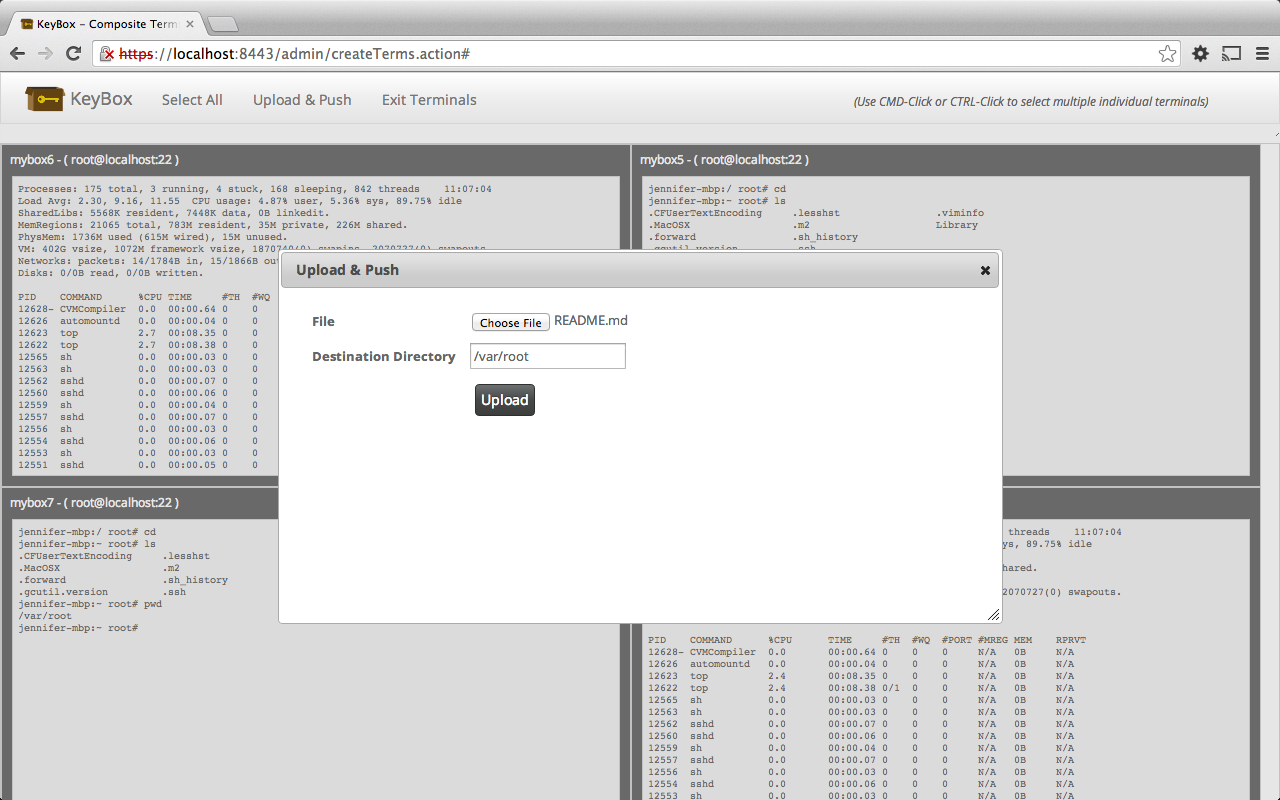 KeyBox - Composite Term
https://localhost:8443/admin/createTerms.action#
KeyBox Select All Upload & Push Exit Terminals (Use CMD-Click or CTRL-Click to select multiple individual terminals)
mybox6 - ( root@localhost:22 )
Processes: 175 total, 3 running, 4 stuck, 168 sleeping, 842 threads 11:07:04
Load Avg: 2.30, 9.16, 11.55 CPU usage: 4.87% user, 5.36% sys, 89.75% idle
SharedLibs: 5568K resident, 7448K data, 0B linkedit.
MemRegions: 21065 total, 783M resident, 35M private, 226M shared.
PhysMem: 1736M used (615M wired), 15M unused.
VM: 402G vsize, 1072M framework vsize, 1870740(0) swapins, 2070727(0) swapouts.
Networks: packets: 14/1784B in, 15/1866B ou
Disks: 0/0B read, 0/0B written.
PID COMMAND %CPU TIME #TH #WQ
12628- CVMCompiler 0.0 00:00.64 0 0
12626 automountd 0.0 00:00.04 0 0
12623 top 2.7 00:08.35 0 0
12622 top 2.7 00:08.38 0 0
12565 sh 0.0 00:00.03 0 0
12563 sh 0.0 00:00.03 0 0
12562 sshd 0.0 00:00.07 0 0
12560 sshd 0.0 00:00.06 0 0
12559 sh 0.0 00:00.04 0 0
12557 sshd 0.0 00:00.07 0 0
12556 sh 0.0 00:00.03 0 0
12554 sshd 0.0 00:00.06 0 0
12553 sh 0.0 00:00.03 0 0
12551 sshd 0.0 00:00.05 0 0
mybox5 - ( root@localhost:22 )
jennifer-mbp:/ root# cd
jennifer-mbp:~ root# ls
.CFUserTextEncoding .lesshst .viminfo
.MacOSX .m2 Library
.forward .sh_history
.gcutil.version .ssh
Upload & Push
File Choose File README.md
Destination Directory /var/root
Upload
mybox7 - ( root@localhost:22 )
jennifer-mbp:/ root# cd
jennifer-mbp:~ root# ls
.CFUserTextEncoding .lesshst
.MacOSX .m2
.forward .sh_history
.gcutil.version .ssh
jennifer-mbp:~ root# pwd
/var/root
jennifer-mbp:~ root#
threads 11:07:04
ys, 89.75% idle
hared.
2070727(0) swapouts.
PID COMMAND %CPU TIME #TH #WQ #PORT #MREG MEM RPRVT
12628- CVMCompiler 0.0 00:00.64 0 0 0 N/A 0B N/A
12626 automountd 0.0 00:00.04 0 0 0 N/A 0B N/A
12623 top 2.4 00:08.35 0 0 0 N/A 0B N/A
12622 top 2.4 00:08.38 0/1 0 0 N/A 0B N/A
12565 sh 0.0 00:00.03 0 0 0 N/A 0B N/A
12563 sh 0.0 00:00.03 0 0 0 N/A 0B N/A
12562 sshd 0.0 00:00.07 0 0 0 N/A 0B N/A
12560 sshd 0.0 00:00.06 0 0 0 N/A 0B N/A
12559 sh 0.0 00:00.04 0 0 0 N/A 0B N/A
12557 sshd 0.0 00:00.07 0 0 0 N/A 0B N/A
12556 sh 0.0 00:00.03 0 0 0 N/A 0B N/A
12554 sshd 0.0 00:00.06 0 0 0 N/A 0B N/A
12553 sh 0.0 00:00.03 0 0 0 N/A 0B N/A